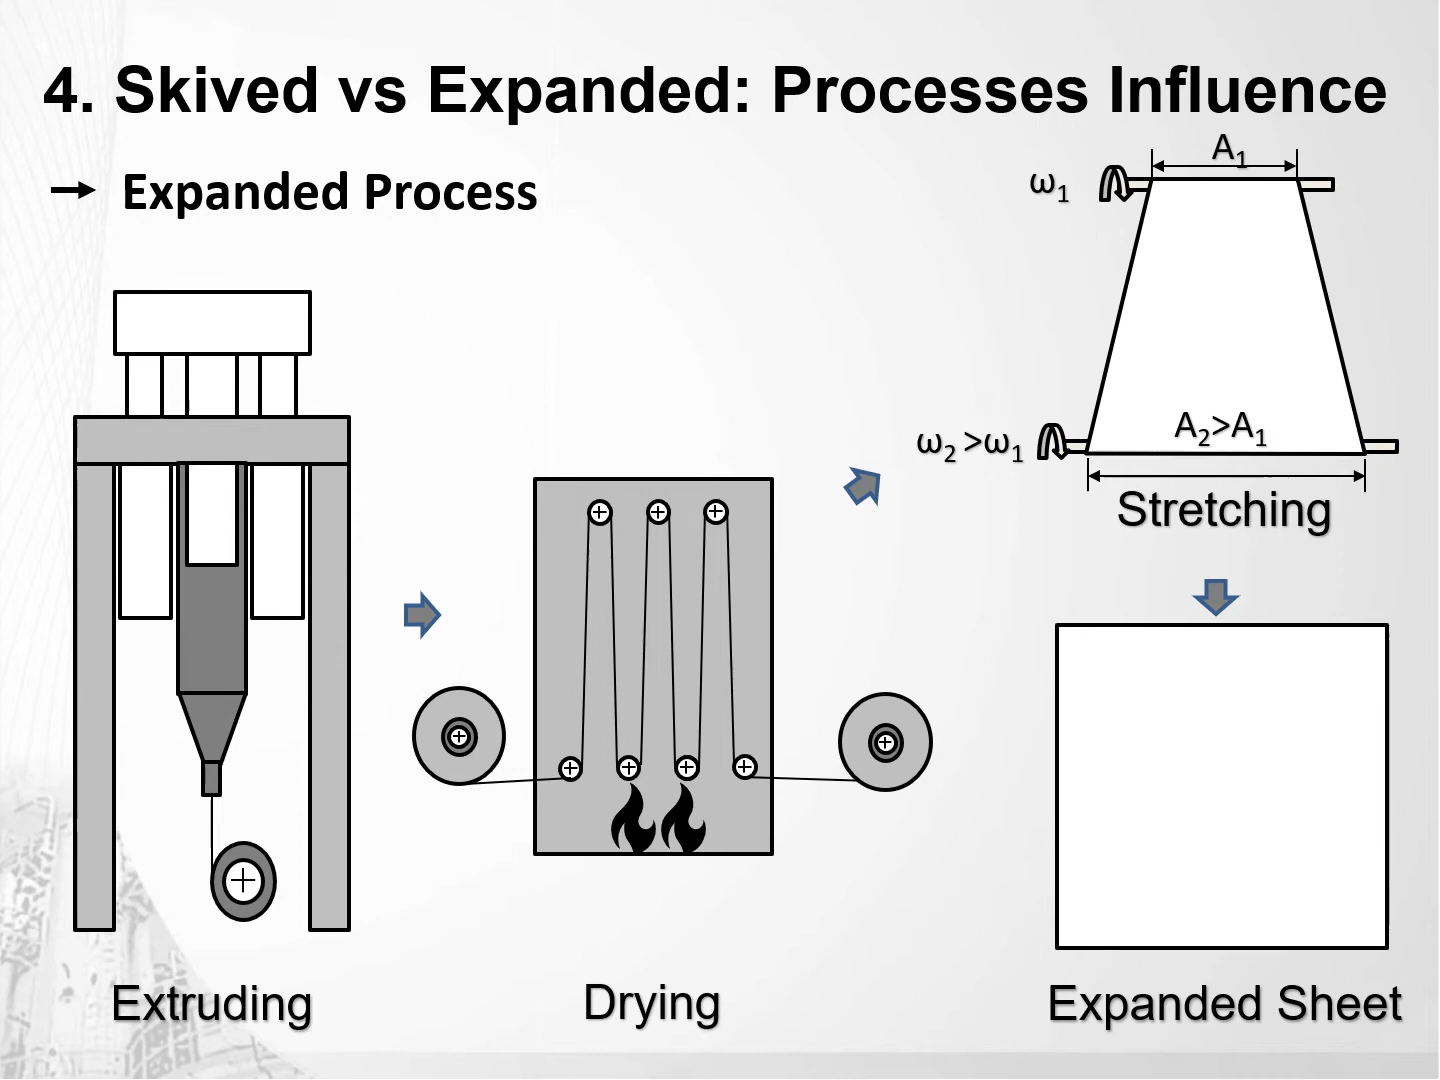 4. Skived vs Expanded: Processes Influence
Expanded Process
A₁
ω₁
A₂>A₁
ω₂ >ω₁
Stretching
Extruding
Drying
Expanded Sheet